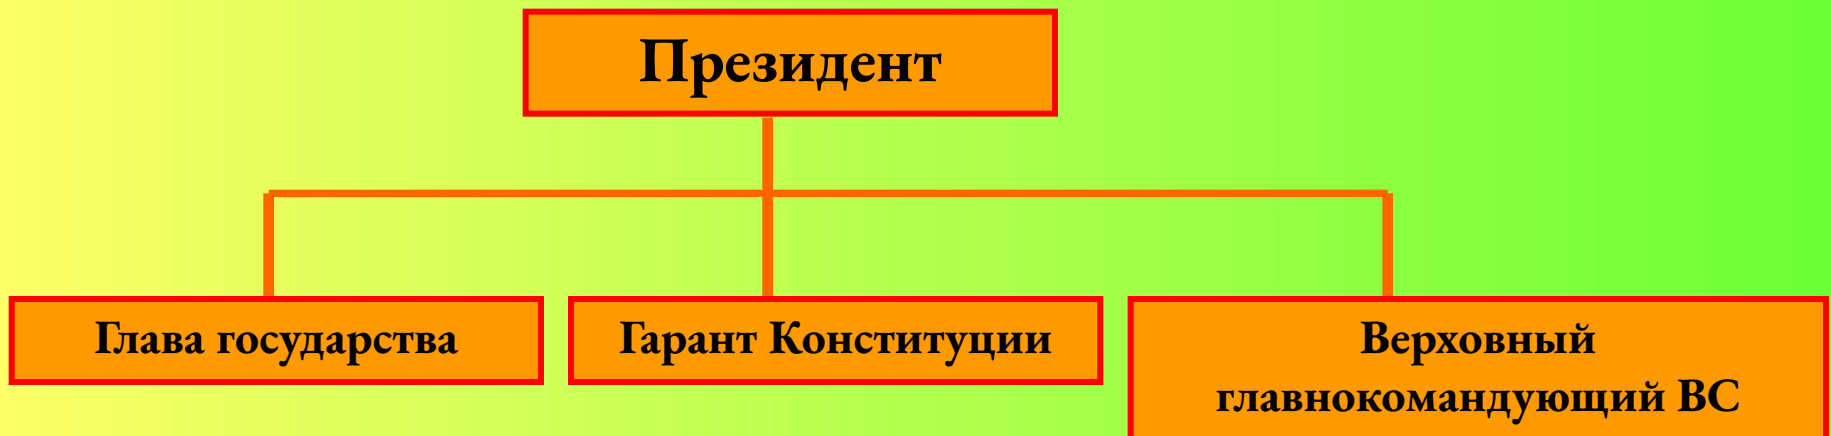 Президент
Глава государства
Гарант Конституции
Верховный
главнокомандующий ВС